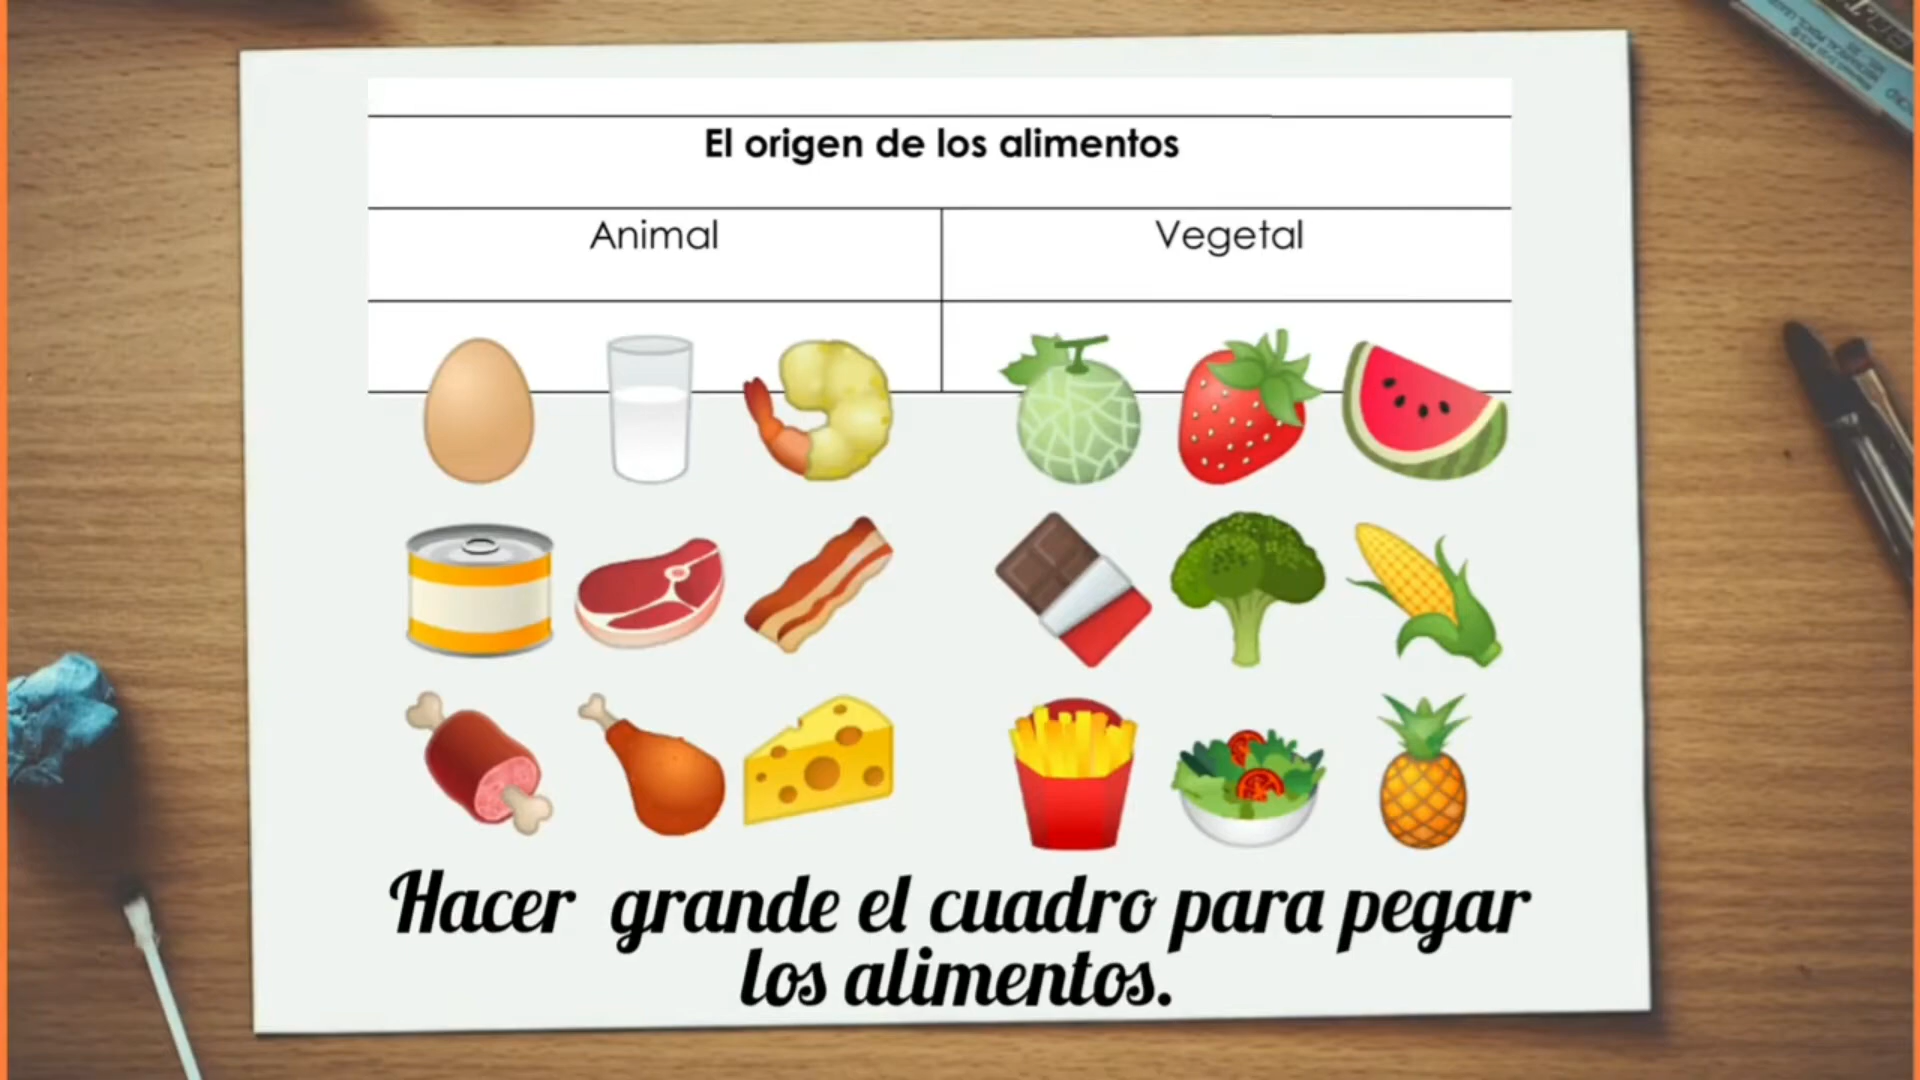 El origen de los alimentos
Animal
Vegetal
Hacer grande el cuadro para pegar
los alimentos.